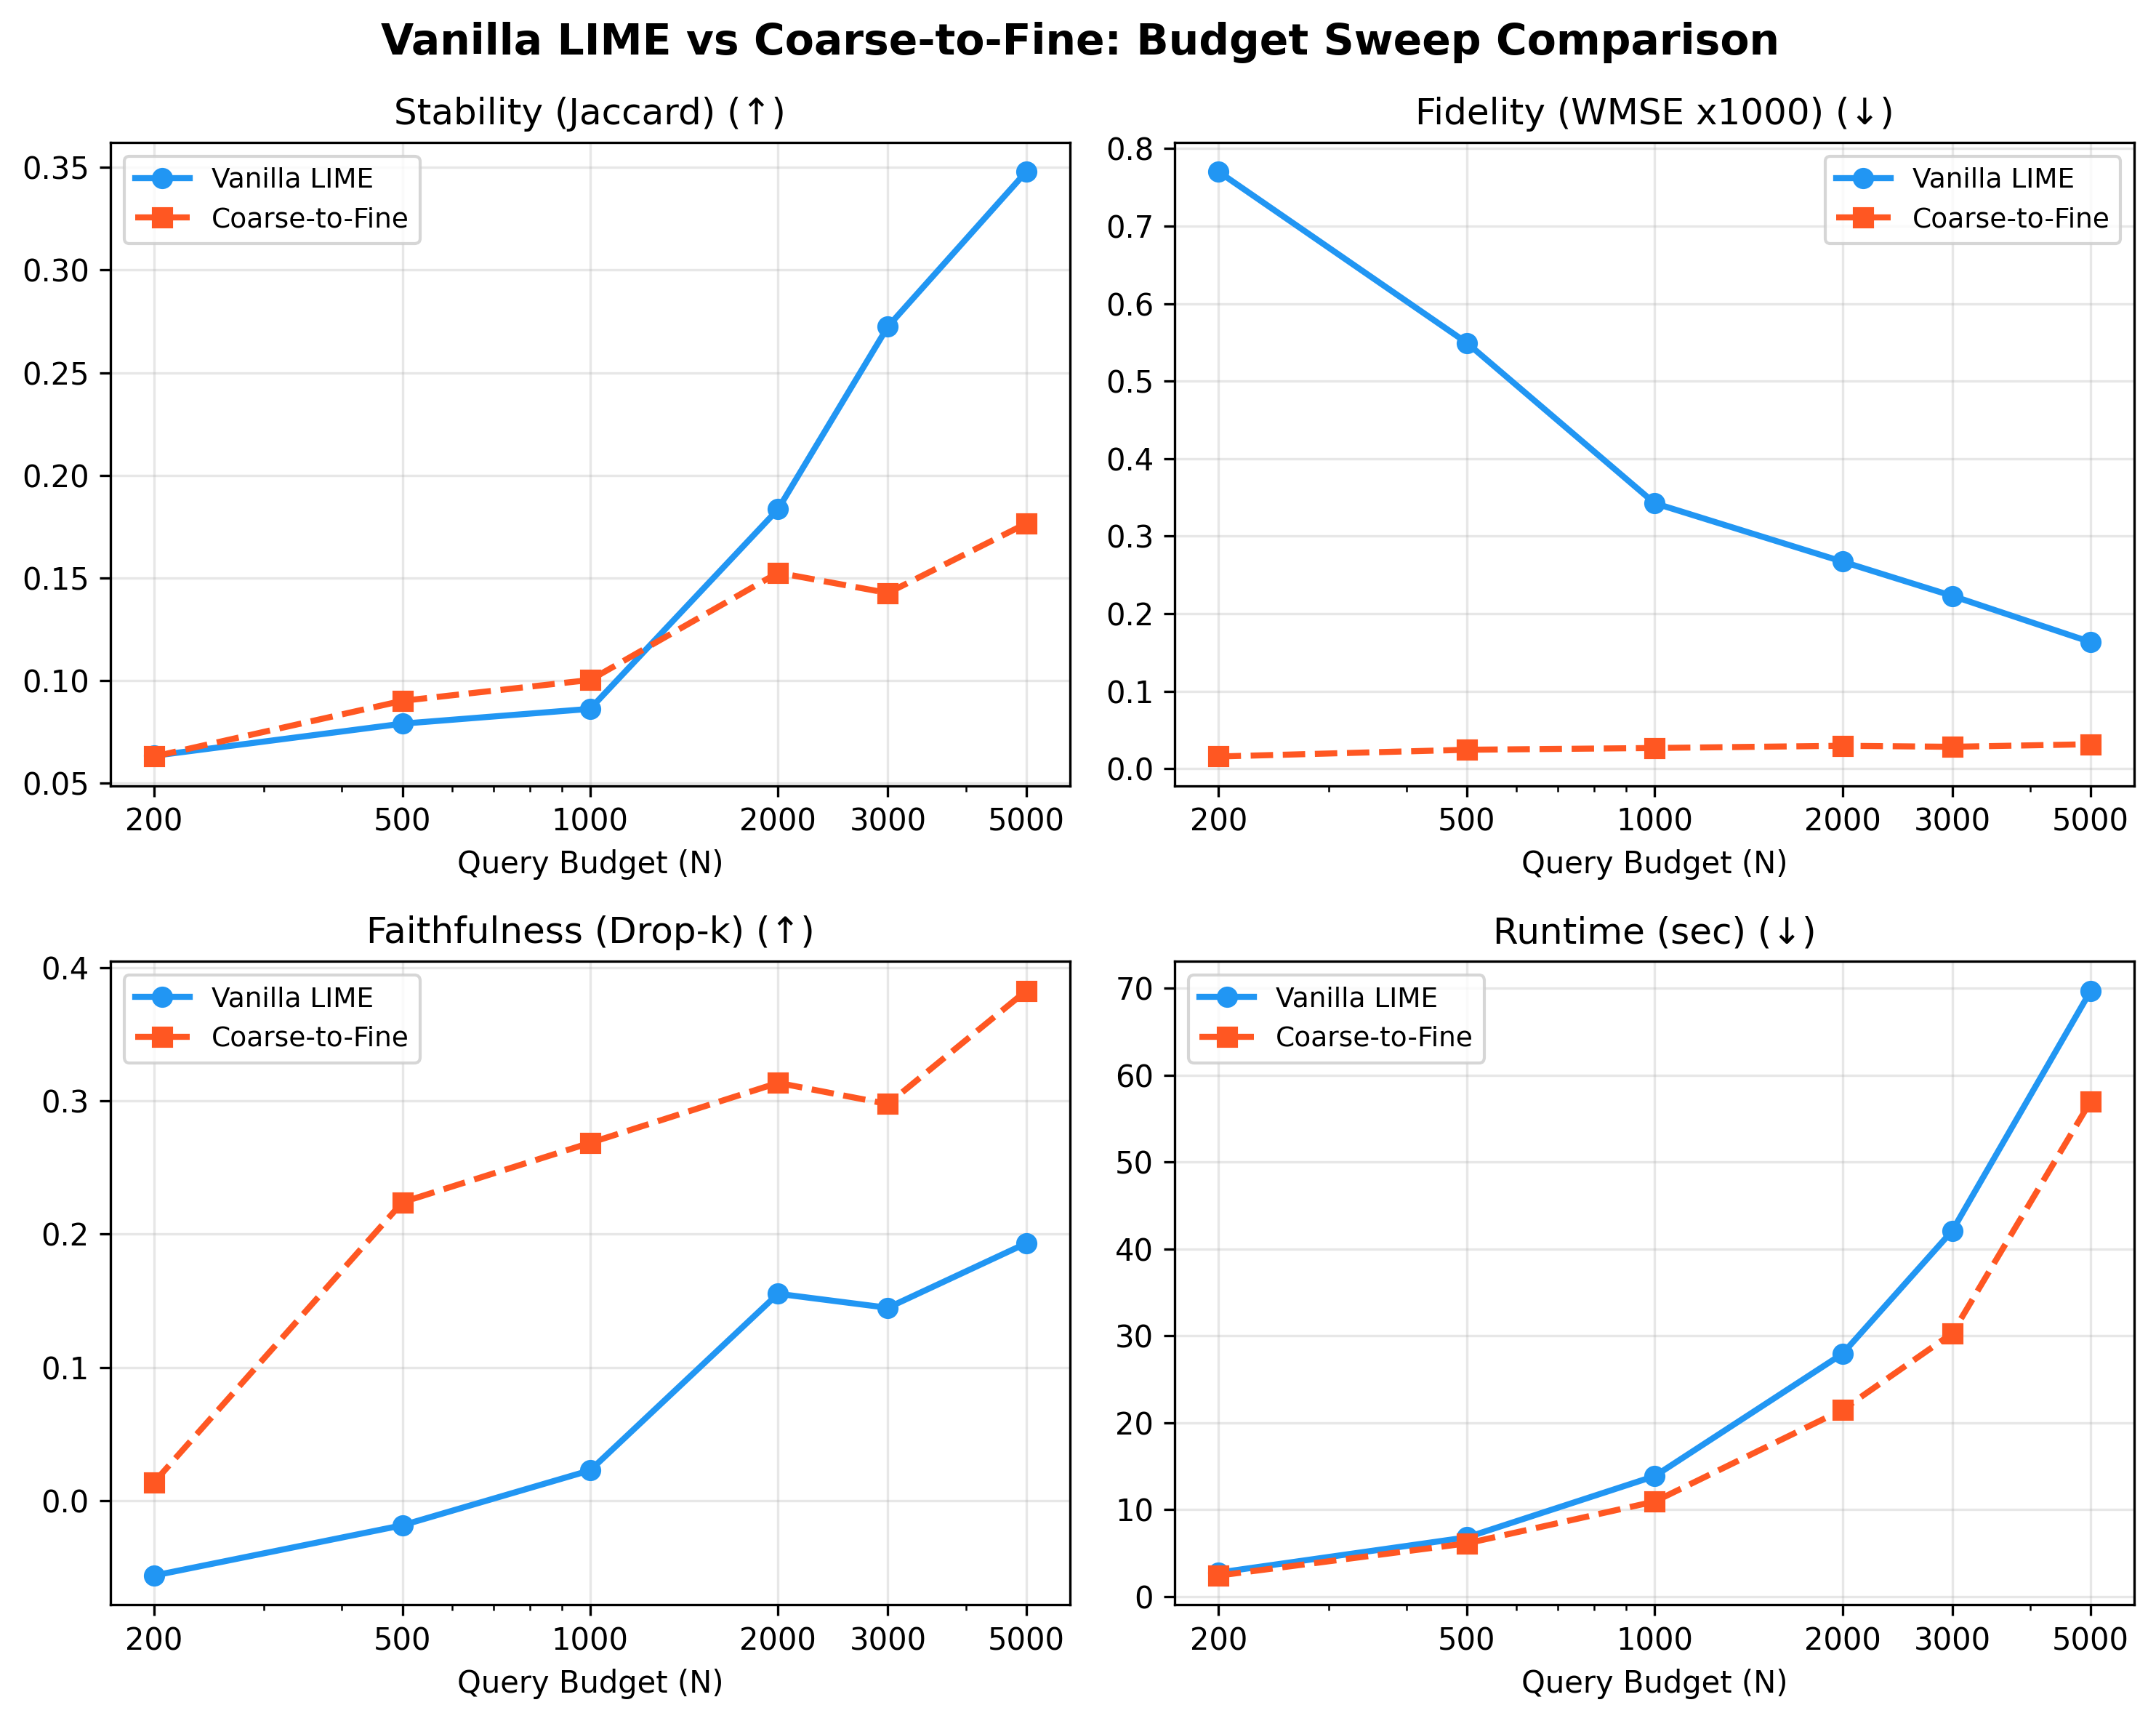 Vanilla LIME vs Coarse-to-Fine: Budget Sweep Comparison
Stability (Jaccard) (↑)
Vanilla LIME
Coarse-to-Fine
0.35
0.30
0.25
0.20
0.15
0.10
0.05
200 500 1000 2000 3000 5000
Query Budget (N)
Fidelity (WMSE x1000) (↓)
Vanilla LIME
Coarse-to-Fine
0.8
0.7
0.6
0.5
0.4
0.3
0.2
0.1
0.0
200 500 1000 2000 3000 5000
Query Budget (N)
Faithfulness (Drop-k) (↑)
Vanilla LIME
Coarse-to-Fine
0.4
0.3
0.2
0.1
0.0
200 500 1000 2000 3000 5000
Query Budget (N)
Runtime (sec) (↓)
Vanilla LIME
Coarse-to-Fine
70
60
50
40
30
20
10
0
200 500 1000 2000 3000 5000
Query Budget (N)